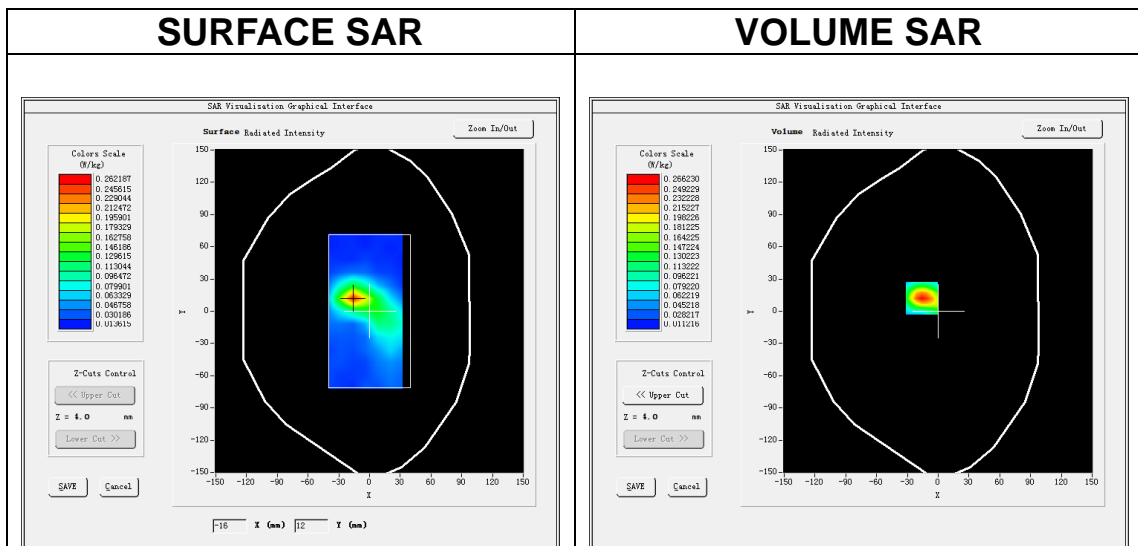 SURFACE SAR
VOLUME SAR
SAR Visualisation Graphical Interface
Surface Radiated Intensity
Zoom In/Out
Colors Scale
(W/kg)
0.262187
0.245615
0.229044
0.212472
0.195901
0.179329
0.162758
0.146186
0.129615
0.113044
0.096472
0.079901
0.063329
0.046758
0.030186
0.013615
150
120
90
60
30
0
-30
-60
-90
-120
-150
Y
-150 -120 -90 -60 -30 0 30 60 90 120 150
X
Z-Cuts Control
<< Upper Cut
Z = 4.0 mm
Lower Cut >>
SAVE Cancel
-16 X (mm) 12 Y (mm)
SAR Visualisation Graphical Interface
Volume Radiated Intensity
Zoom In/Out
Colors Scale
(W/kg)
0.266230
0.249229
0.232228
0.215227
0.198226
0.181225
0.164225
0.147224
0.130223
0.113222
0.096221
0.079220
0.062219
0.045218
0.028217
0.011216
150
120
90
60
30
0
-30
-60
-90
-120
-150
Y
-150 -120 -90 -60 -30 0 30 60 90 120 150
X
Z-Cuts Control
<< Upper Cut
Z = 4.0 mm
Lower Cut >>
SAVE Cancel